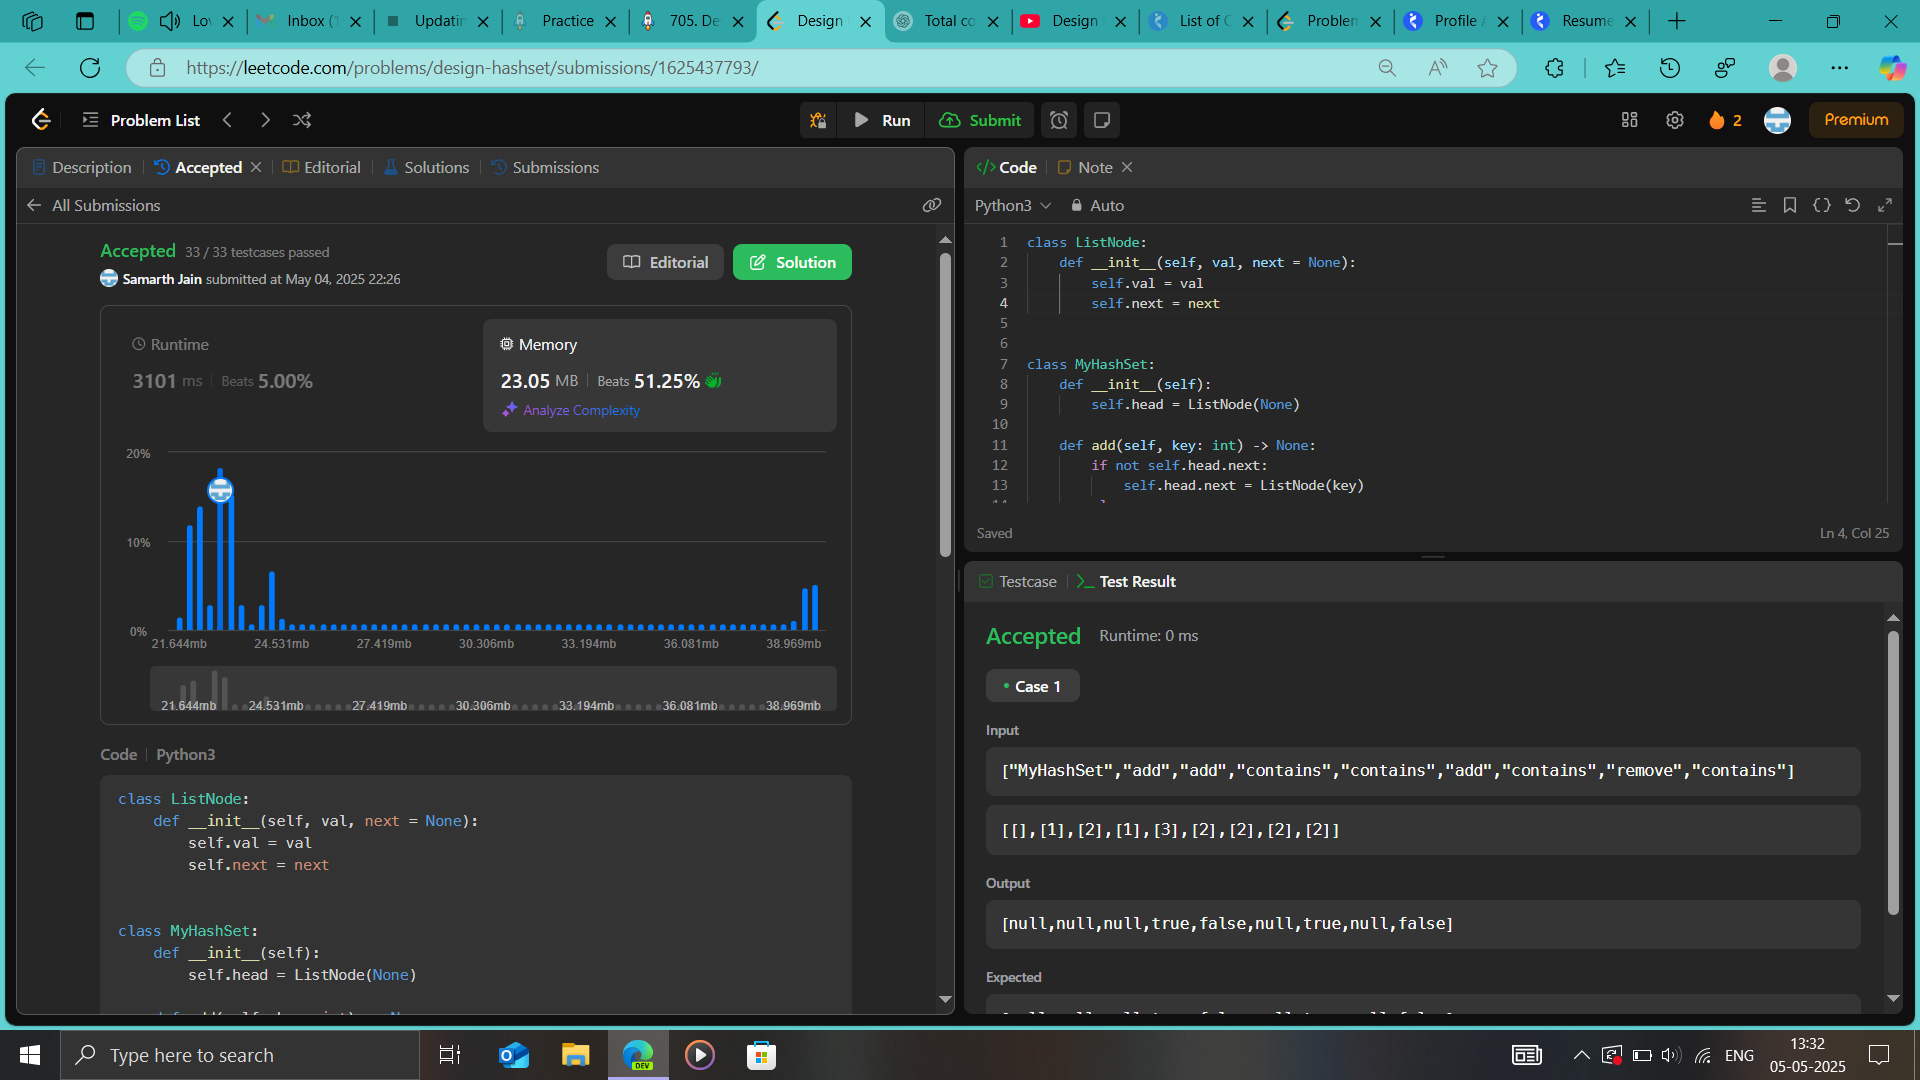 Lo
Inbox (1
Updatin
Practice
705. De
Design
Total co
Design
List of C
Problem
Profile A
Resume
https://leetcode.com/problems/design-hashset/submissions/1625437793/
Problem List
Run
Submit
2
Premium
Description
Accepted
Editorial
Solutions
Submissions
All Submissions
Accepted 33 / 33 testcases passed
Samarth Jain submitted at May 04, 2025 22:26
Editorial
Solution
Runtime
3101 ms Beats 5.00%
Memory
23.05 MB Beats 51.25%
Analyze Complexity
20%
10%
0%
21.644mb 24.531mb 27.419mb 30.306mb 33.194mb 36.081mb 38.969mb
21.644mb 24.531mb 27.419mb 30.306mb 33.194mb 36.081mb 38.969mb
Code Python3
class ListNode:
def __init__(self, val, next = None):
self.val = val
self.next = next
class MyHashSet:
def __init__(self):
self.head = ListNode(None)
Code
Note
Python3 Auto
1 class ListNode:
2 def __init__(self, val, next = None):
3 self.val = val
4 self.next = next
5
6
7 class MyHashSet:
8 def __init__(self):
9 self.head = ListNode(None)
10
11 def add(self, key: int) -> None:
12 if not self.head.next:
13 self.head.next = ListNode(key)
Saved
Ln 4, Col 25
Testcase
Test Result
Accepted Runtime: 0 ms
Case 1
Input
["MyHashSet","add","add","contains","contains","add","contains","remove","contains"]
[[],[1],[2],[1],[3],[2],[2],[2],[2]]
Output
[null,null,null,true,false,null,true,null,false]
Expected
Type here to search
DEV
ENG
13:32
05-05-2025